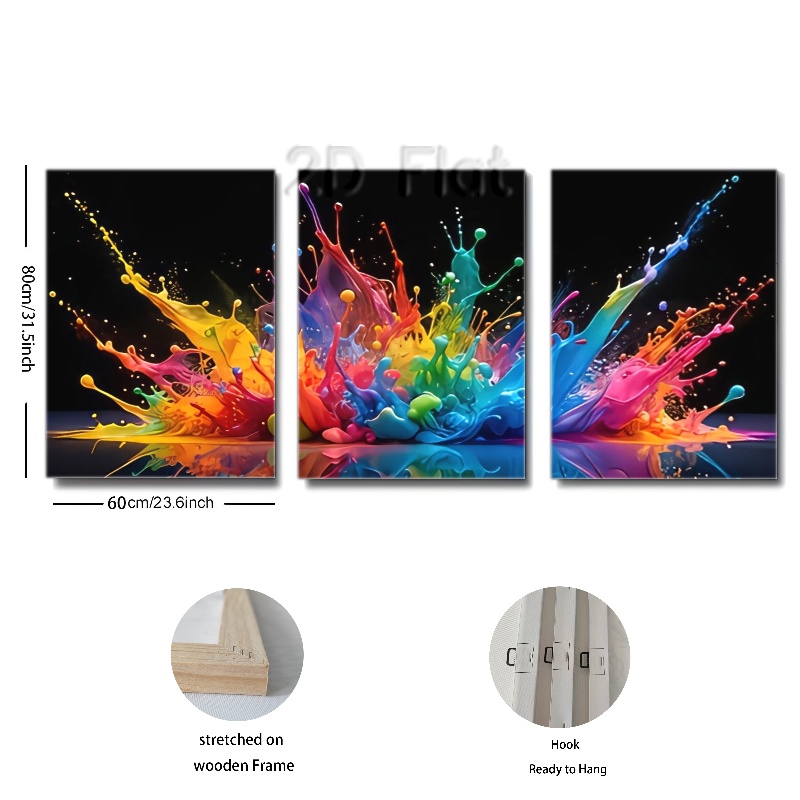 2D Flat
80cm/31.5inch
60cm/23.6inch
stretched on
wooden Frame
Hook
Ready to Hang